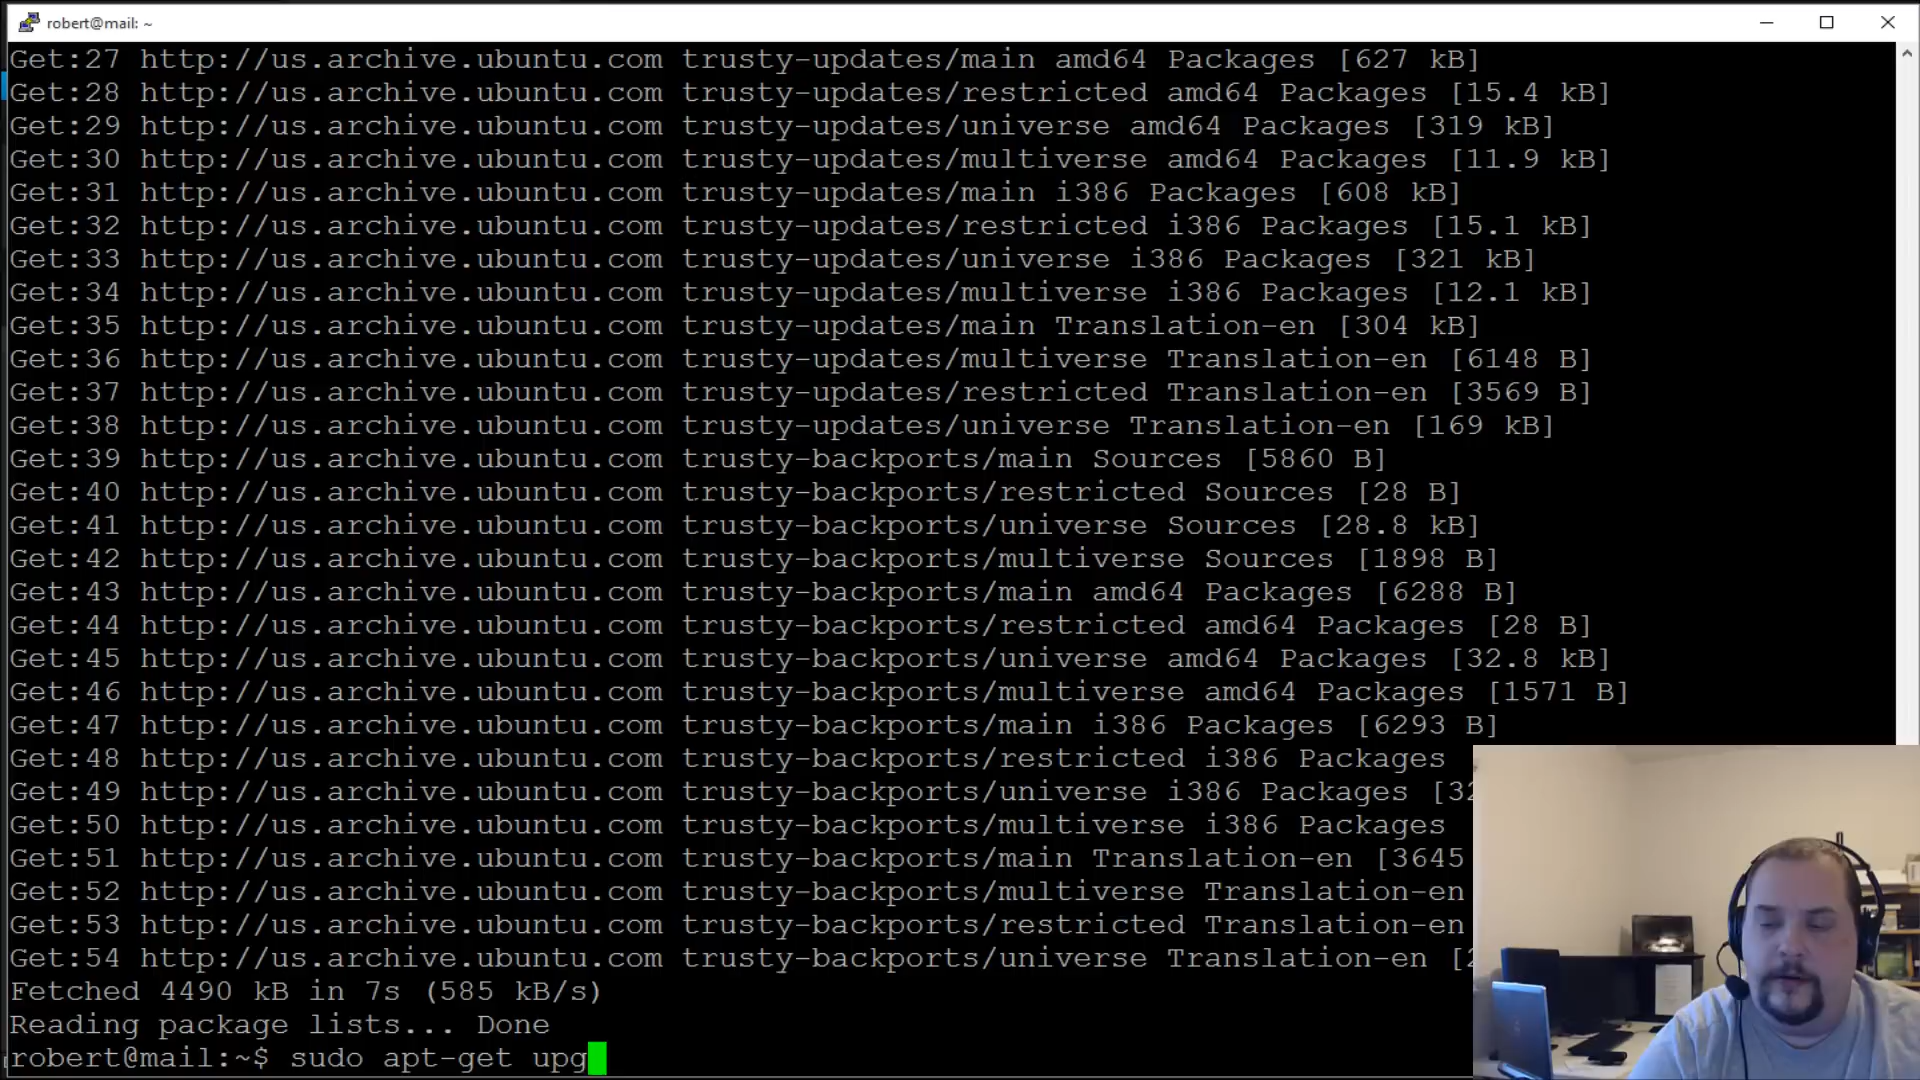 robert@mail: ~
Get:27 http://us.archive.ubuntu.com trusty-updates/main amd64 Packages [627 kB]
Get:28 http://us.archive.ubuntu.com trusty-updates/restricted amd64 Packages [15.4 kB]
Get:29 http://us.archive.ubuntu.com trusty-updates/universe amd64 Packages [319 kB]
Get:30 http://us.archive.ubuntu.com trusty-updates/multiverse amd64 Packages [11.9 kB]
Get:31 http://us.archive.ubuntu.com trusty-updates/main i386 Packages [608 kB]
Get:32 http://us.archive.ubuntu.com trusty-updates/restricted i386 Packages [15.1 kB]
Get:33 http://us.archive.ubuntu.com trusty-updates/universe i386 Packages [321 kB]
Get:34 http://us.archive.ubuntu.com trusty-updates/multiverse i386 Packages [12.1 kB]
Get:35 http://us.archive.ubuntu.com trusty-updates/main Translation-en [304 kB]
Get:36 http://us.archive.ubuntu.com trusty-updates/multiverse Translation-en [6148 B]
Get:37 http://us.archive.ubuntu.com trusty-updates/restricted Translation-en [3569 B]
Get:38 http://us.archive.ubuntu.com trusty-updates/universe Translation-en [169 kB]
Get:39 http://us.archive.ubuntu.com trusty-backports/main Sources [5860 B]
Get:40 http://us.archive.ubuntu.com trusty-backports/restricted Sources [28 B]
Get:41 http://us.archive.ubuntu.com trusty-backports/universe Sources [28.8 kB]
Get:42 http://us.archive.ubuntu.com trusty-backports/multiverse Sources [1898 B]
Get:43 http://us.archive.ubuntu.com trusty-backports/main amd64 Packages [6288 B]
Get:44 http://us.archive.ubuntu.com trusty-backports/restricted amd64 Packages [28 B]
Get:45 http://us.archive.ubuntu.com trusty-backports/universe amd64 Packages [32.8 kB]
Get:46 http://us.archive.ubuntu.com trusty-backports/multiverse amd64 Packages [1571 B]
Get:47 http://us.archive.ubuntu.com trusty-backports/main i386 Packages [6293 B]
Get:48 http://us.archive.ubuntu.com trusty-backports/restricted i386 Packages
Get:49 http://us.archive.ubuntu.com trusty-backports/universe i386 Packages
Get:50 http://us.archive.ubuntu.com trusty-backports/multiverse i386 Packages
Get:51 http://us.archive.ubuntu.com trusty-backports/main Translation-en [3645
Get:52 http://us.archive.ubuntu.com trusty-backports/multiverse Translation-en
Get:53 http://us.archive.ubuntu.com trusty-backports/restricted Translation-en
Get:54 http://us.archive.ubuntu.com trusty-backports/universe Translation-en [
Fetched 4490 kB in 7s (585 kB/s)
Reading package lists... Done
robert@mail:~$ sudo apt-get upg